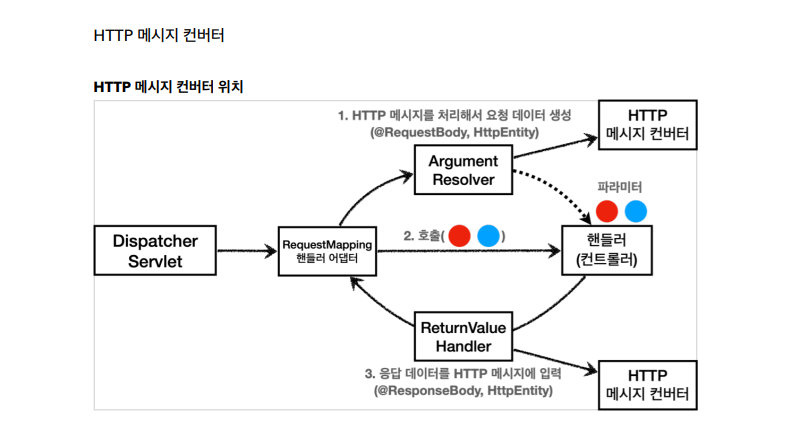 HTTP 메시지 컨버터
HTTP 메시지 컨버터 위치
1. HTTP 메시지를 처리해서 요청 데이터 생성
(@RequestBody, HttpEntity)
HTTP
메시지 컨버터
Argument
Resolver
파라미터
Dispatcher
Servlet
RequestMapping
핸들러 어댑터
2. 호출( )
핸들러
(컨트롤러)
ReturnValue
Handler
3. 응답 데이터를 HTTP 메시지에 입력
(@ResponseBody, HttpEntity)
HTTP
메시지 컨버터